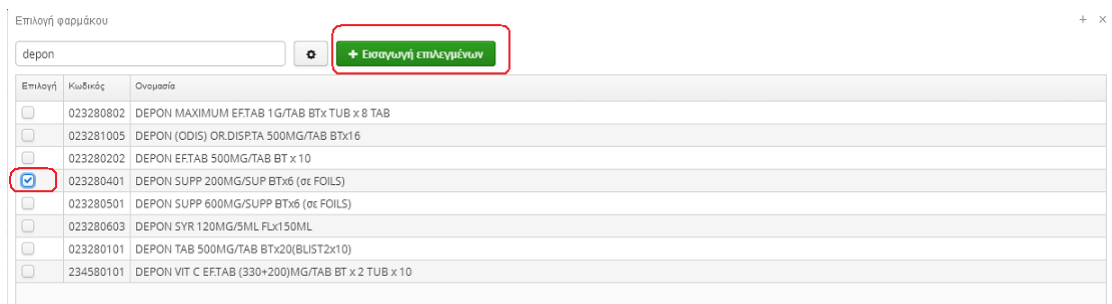 Επιλογή φαρμάκου
depon + Εισαγωγή επιλεγμένων
Επιλογή Κωδικός Ονομασία
023280802 DEPON MAXIMUM EF.TAB 1G/TAB BTx TUB x 8 TAB
023281005 DEPON (ODIS) OR.DISP.TA 500MG/TAB BTx16
023280202 DEPON EF.TAB 500MG/TAB BT x 10
023280401 DEPON SUPP 200MG/SUP BTx6 (σε FOILS)
023280501 DEPON SUPP 600MG/SUPP BTx6 (σε FOILS)
023280603 DEPON SYR 120MG/5ML FLx150ML
023280101 DEPON TAB 500MG/TAB BTx20(BLIST2x10)
234580101 DEPON VIT C EF.TAB (330+200)MG/TAB BT x 2 TUB x 10